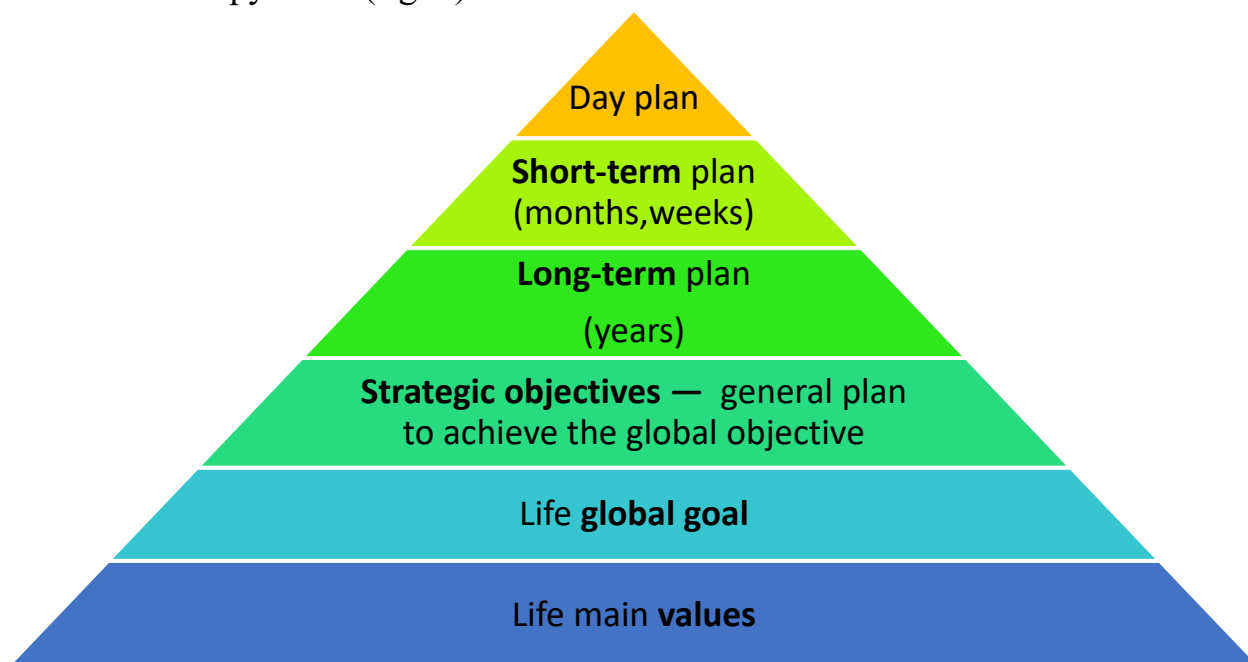 Day plan
Short-term plan
(months,weeks)
Long-term plan
(years)
Strategic objectives — general plan
to achieve the global objective
Life global goal
Life main values